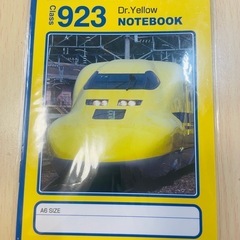 Class 923 Dr.Yellow
NOTEBOOK
A6 SIZE